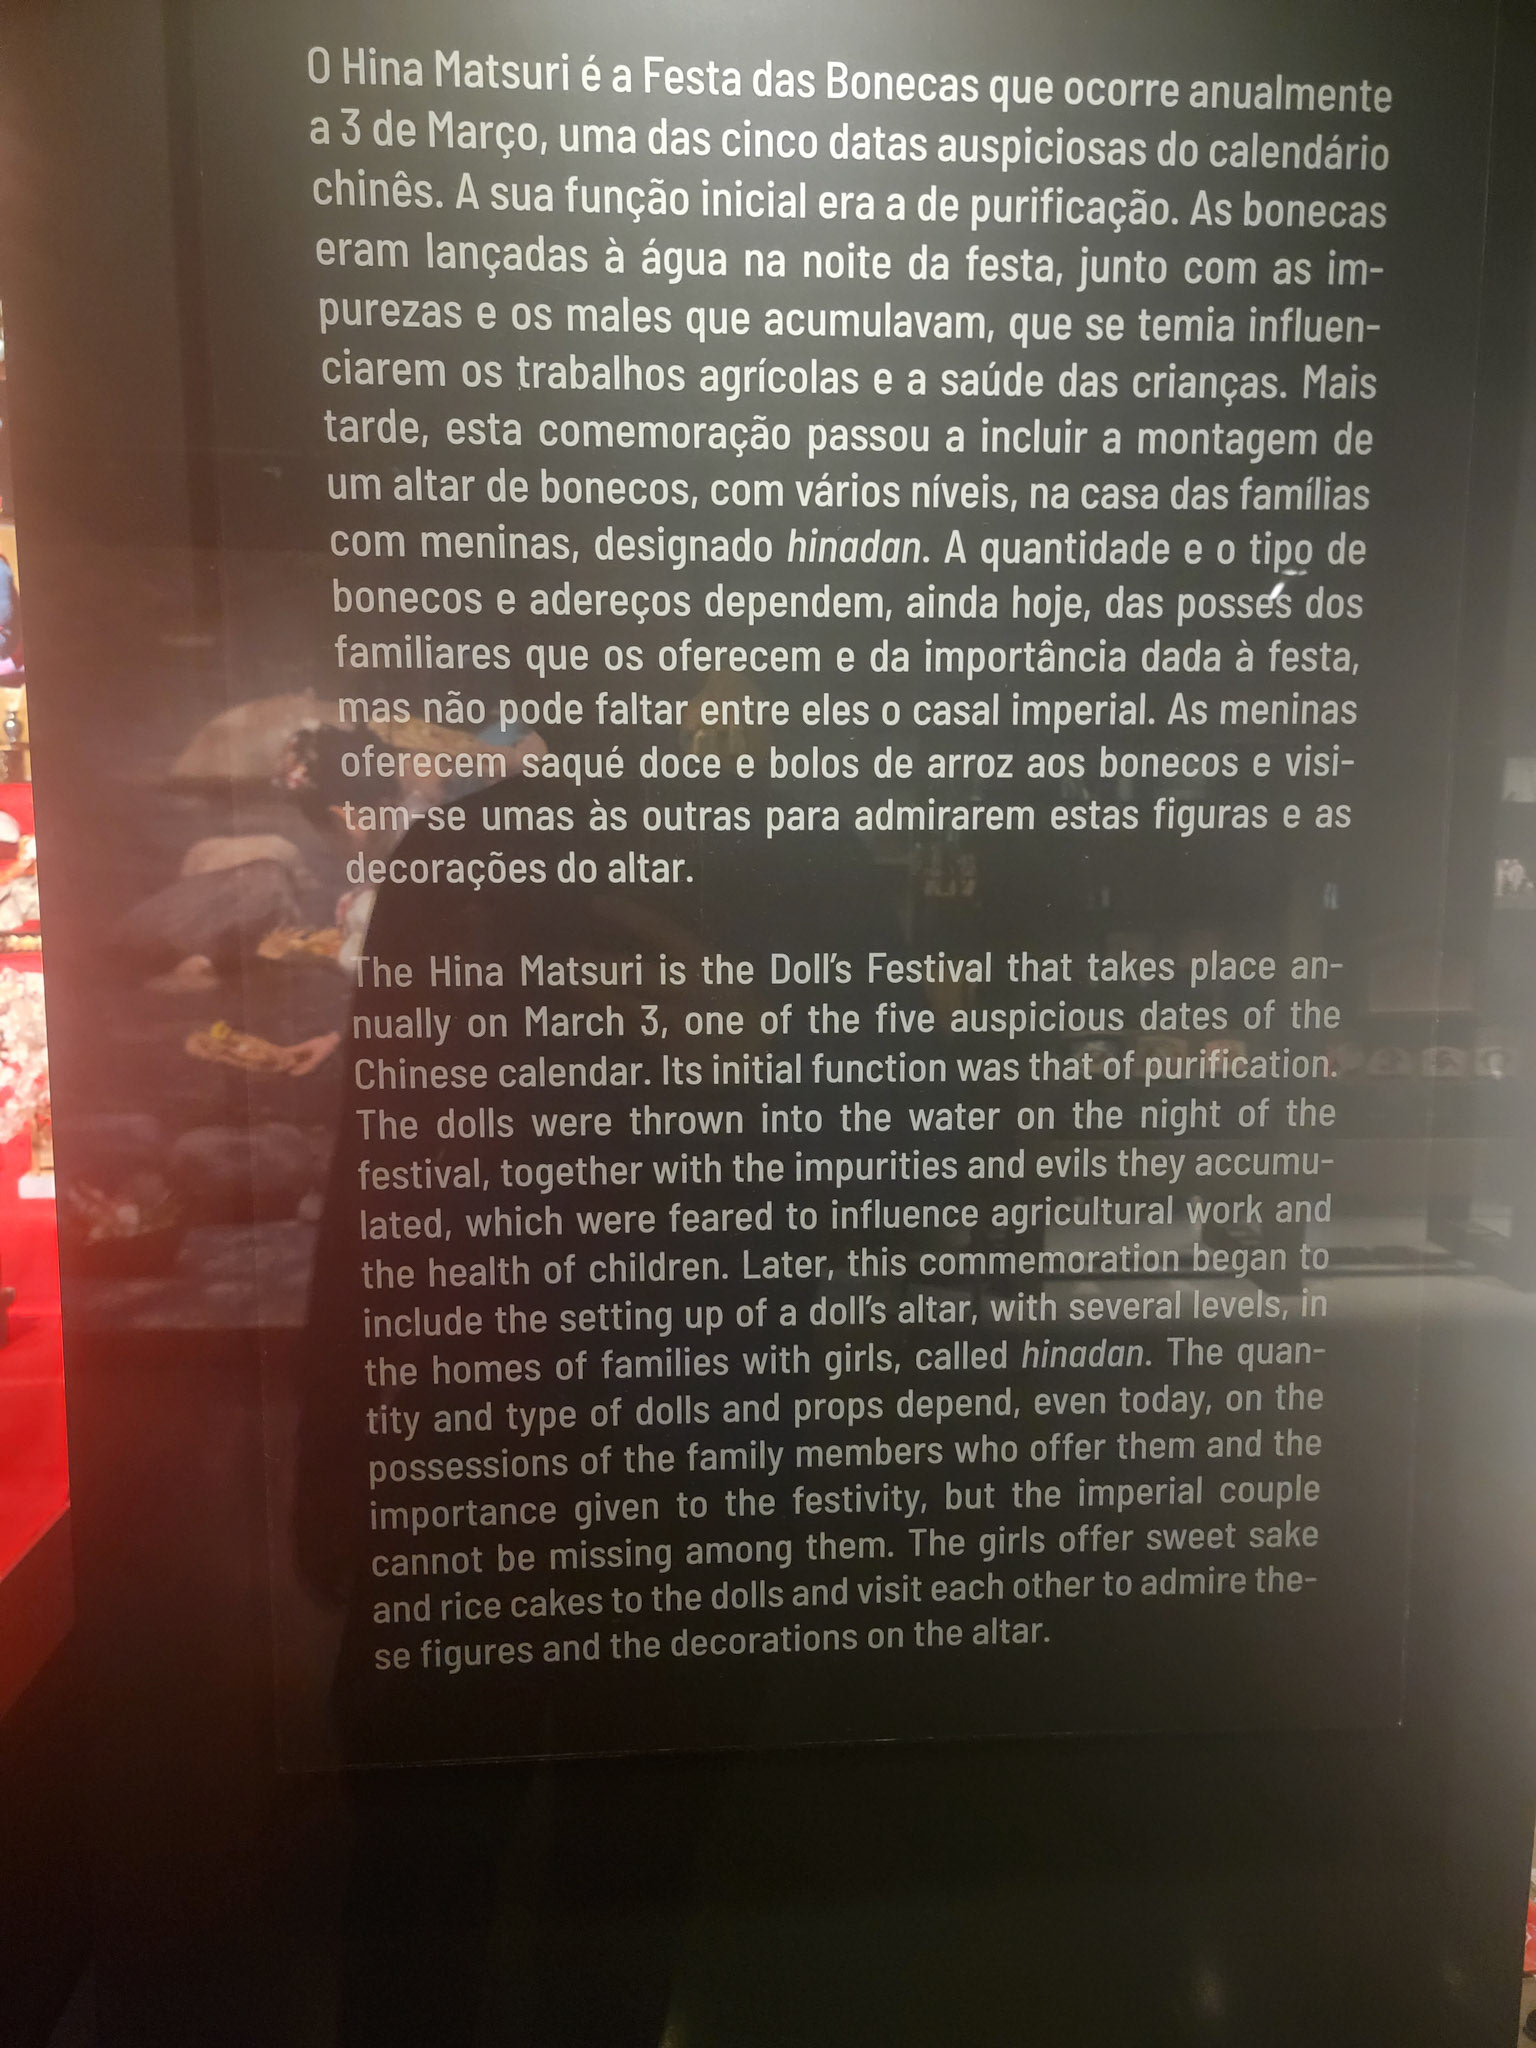 O Hina Matsuri é a Festa das Bonecas que ocorre anualmente
a 3 de Março, uma das cinco datas auspiciosas do calendário
chinês. A sua função inicial era a de purificação. As bonecas
eram lançadas à água na noite da festa, junto com as im-
purezas e os males que acumulavam, que se temia influen-
ciarem os trabalhos agrícolas e a saúde das crianças. Mais
tarde, esta comemoração passou a incluir a montagem de
um altar de bonecos, com vários níveis, na casa das famílias
com meninas, designado hinadan. A quantidade e o tipo de
bonecos e adereços dependem, ainda hoje, das posses dos
familiares que os oferecem e da importância dada à festa,
mas não pode faltar entre eles o casal imperial. As meninas
oferecem saqué doce e bolos de arroz aos bonecos e visi-
tam-se umas às outras para admirarem estas figuras e as
decorações do altar.
The Hina Matsuri is the Doll's Festival that takes place an-
nually on March 3, one of the five auspicious dates of the
Chinese calendar. Its initial function was that of purification.
The dolls were thrown into the water on the night of the
festival, together with the impurities and evils they accumu-
lated, which were feared to influence agricultural work and
the health of children. Later, this commemoration began to
include the setting up of a doll's altar, with several levels, in
the homes of families with girls, called hinadan. The quan-
tity and type of dolls and props depend, even today, on the
possessions of the family members who offer them and the
importance given to the festivity, but the imperial couple
cannot be missing among them. The girls offer sweet sake
and rice cakes to the dolls and visit each other to admire the-
se figures and the decorations on the altar.